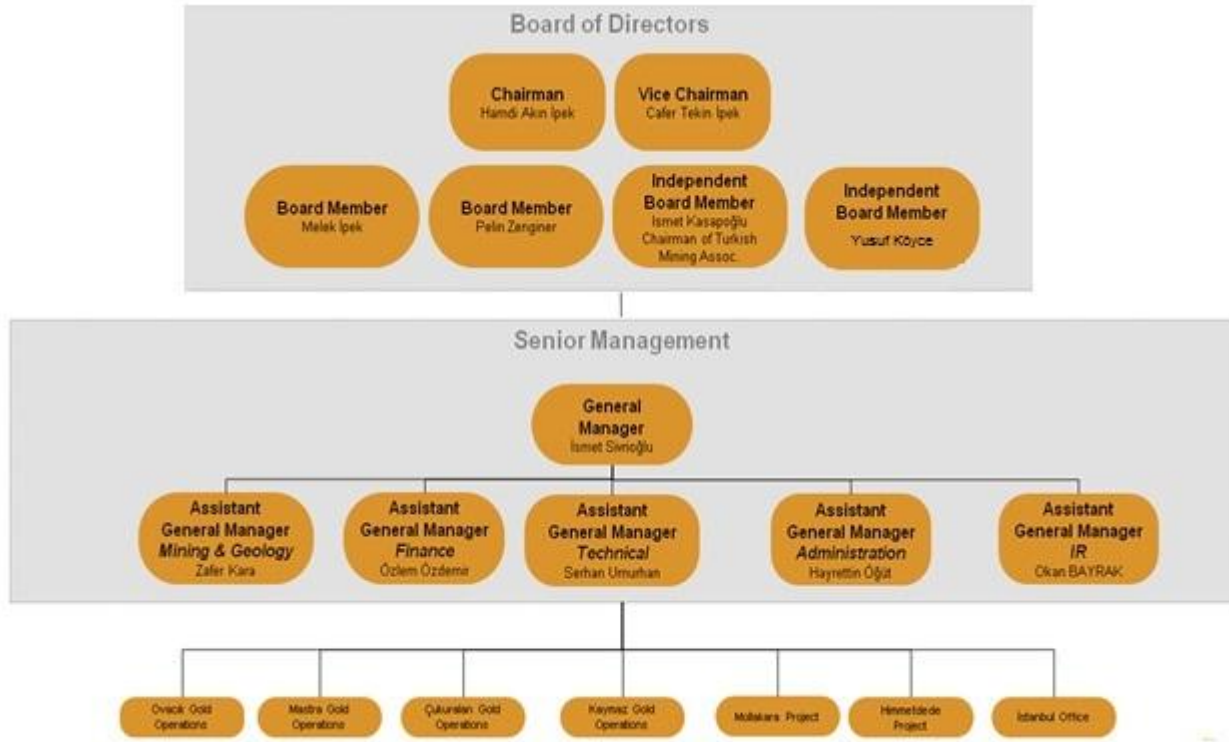 Board of Directors
Chairman
Hamdi Akın İpek
Vice Chairman
Cafer Tekin İpek
Board Member
Melek İpek
Board Member
Pelin Zenginer
Independent
Board Member
İsmet Kasapoğlu
Chairman of Turkish
Mining Assoc.
Independent
Board Member
Yusuf Köyce
Senior Management
General
Manager
İsmet Sivrioğlu
Assistant
General Manager
Mining & Geology
Zafer Kara
Assistant
General Manager
Finance
Özlem Özdemir
Assistant
General Manager
Technical
Serhan Umurhan
Assistant
General Manager
Administration
Hayrettin Öğüt
Assistant
General Manager
IR
Okan BAYRAK
Ovacık Gold
Operations
Mastra Gold
Operations
Çukuralan Gold
Operations
Kaymaz Gold
Operations
Mollakara Project
Himmetdede
Project
İstanbul Office